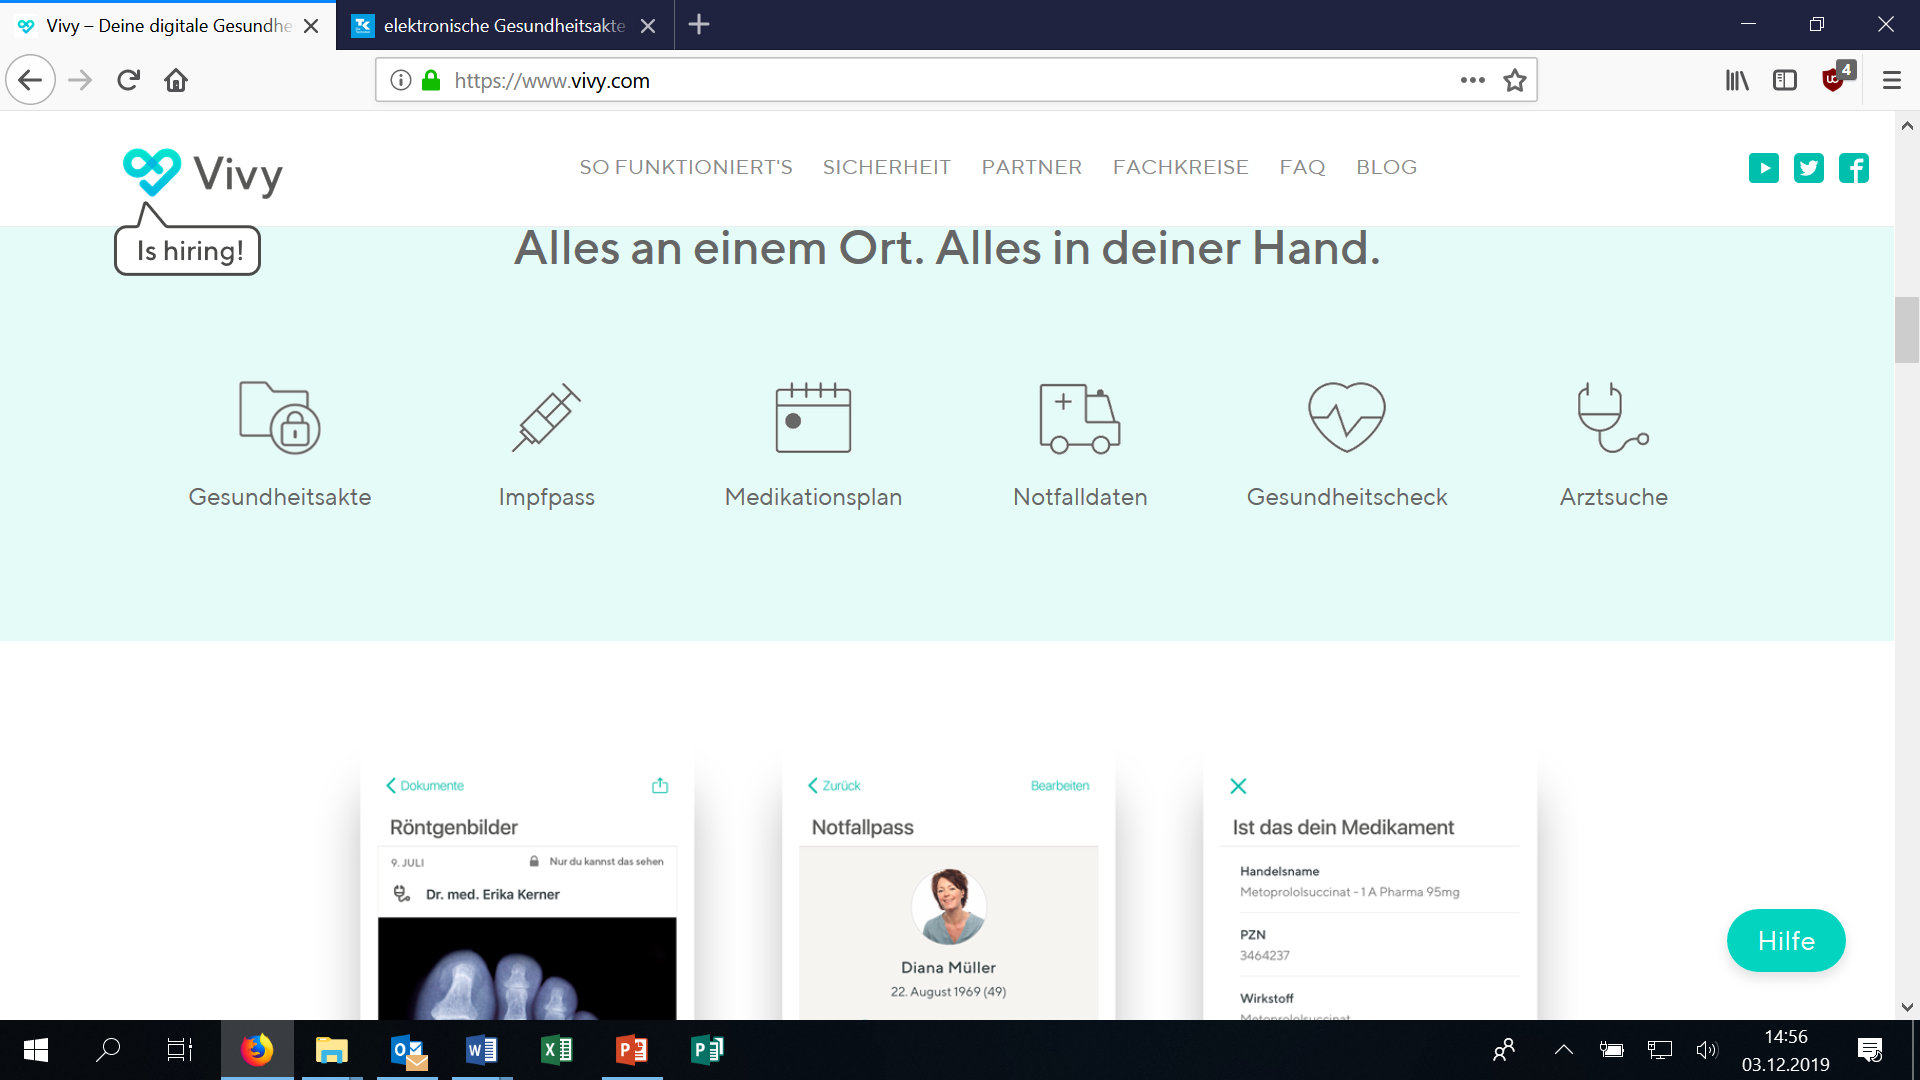 Vivy – Deine digitale Gesundhe
elektronische Gesundheitsakte
https://www.vivy.com
4
Vivy
SO FUNKTIONIERT'S SICHERHEIT PARTNER FACHKREISE FAQ BLOG
Is hiring!
Alles an einem Ort. Alles in deiner Hand.
Gesundheitsakte Impfpass Medikationsplan Notfalldaten Gesundheitscheck Arztsuche
Dokumente
Röntgenbilder
9. JULI Nur du kannst das sehen
Dr. med. Erika Kerner
Zurück Bearbeiten
Notfallpass
Diana Müller
22. August 1969 (49)
Ist das dein Medikament
Handelsname
Metoprololsuccinat - 1 A Pharma 95mg
PZN
3464237
Wirkstoff
Metoprololsuccinat
Hilfe
14:56
03.12.2019